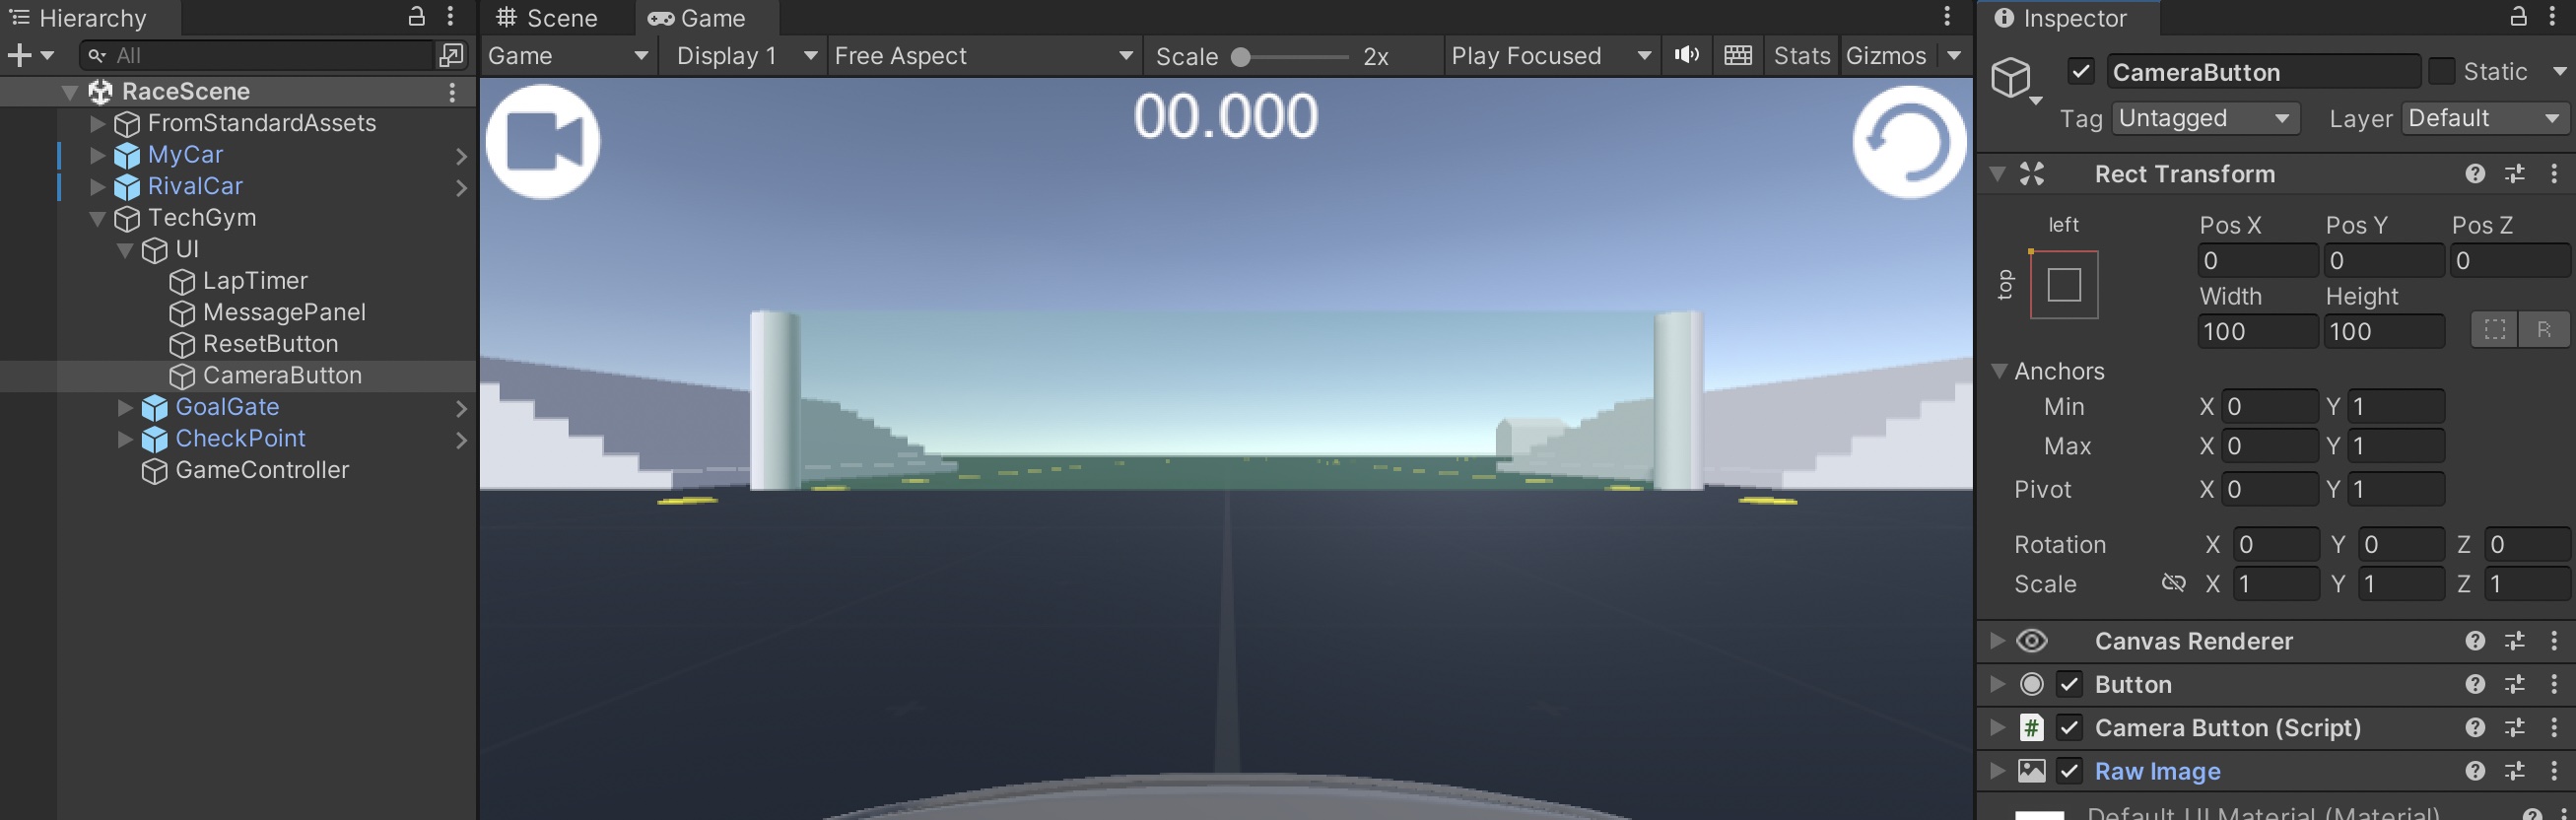 Hierarchy
All
RaceScene
FromStandardAssets
MyCar
RivalCar
TechGym
UI
LapTimer
MessagePanel
ResetButton
CameraButton
GoalGate
CheckPoint
GameController
Scene Game
Game Display 1 Free Aspect Scale 2x Play Focused Stats Gizmos
00.000
Inspector
CameraButton Static
Tag Untagged Layer Default
Rect Transform
left
top
Pos X Pos Y Pos Z
0 0 0
Width Height
100 100 R
Anchors
Min X 0 Y 1
Max X 0 Y 1
Pivot X 0 Y 1
Rotation X 0 Y 0 Z 0
Scale X 1 Y 1 Z 1
Canvas Renderer
Button
# Camera Button (Script)
Raw Image
Default UI Material (Material)